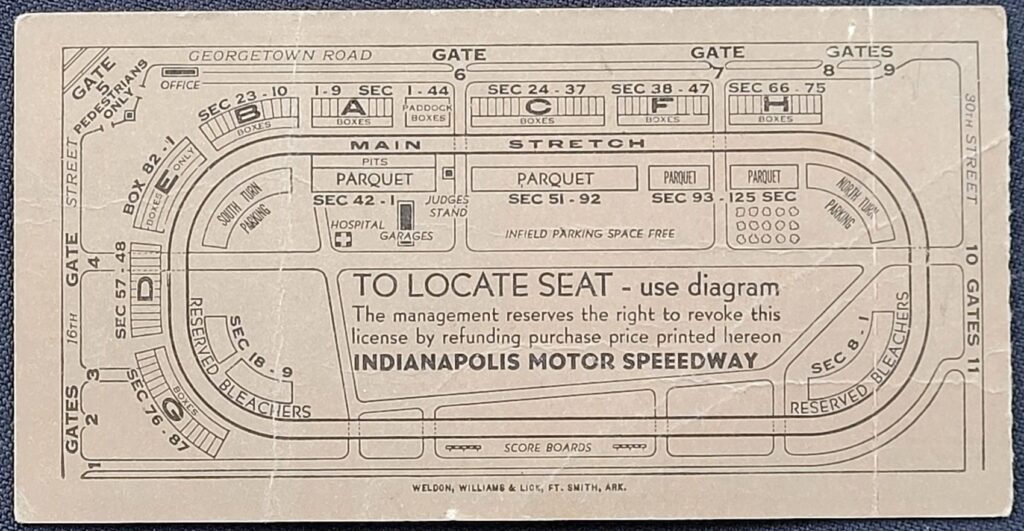 GEORGETOWN ROAD
GATE
6
GATE
7
GATES
8 9
GATE
5
PEDESTRIANS
ONLY
OFFICE
SEC 23 - 10
B
BOXES
1 - 9 SEC
A
BOXES
1 - 44
PADDOCK
BOXES
SEC 24 - 37
C
BOXES
SEC 38 - 47
F
BOXES
SEC 66 - 75
H
BOXES
30TH STREET
MAIN STRETCH
BOX 82 - 1
E
BOXES ONLY
SOUTH TURN
PARKING
PITS
PARQUET
SEC 42 - 1
JUDGES
STAND
HOSPITAL
GARAGES
PARQUET
SEC 51 - 92
PARQUET
PARQUET
SEC 93 - 125 SEC
NORTH TURN
PARKING
INFIELD PARKING SPACE FREE
16TH STREET
GATE
4
SEC 57 - 48
D
10 GATES 11
TO LOCATE SEAT - use diagram
The management reserves the right to revoke this
license by refunding purchase price printed hereon
INDIANAPOLIS MOTOR SPEEEDWAY
SEC 18 - 9
RESERVED BLEACHERS
SEC 8 - 1
RESERVED BLEACHERS
GATES
3
2
1
BOXES
G
SEC 76 - 87
SCORE BOARDS
WELDON, WILLIAMS & LICK, FT. SMITH, ARK.